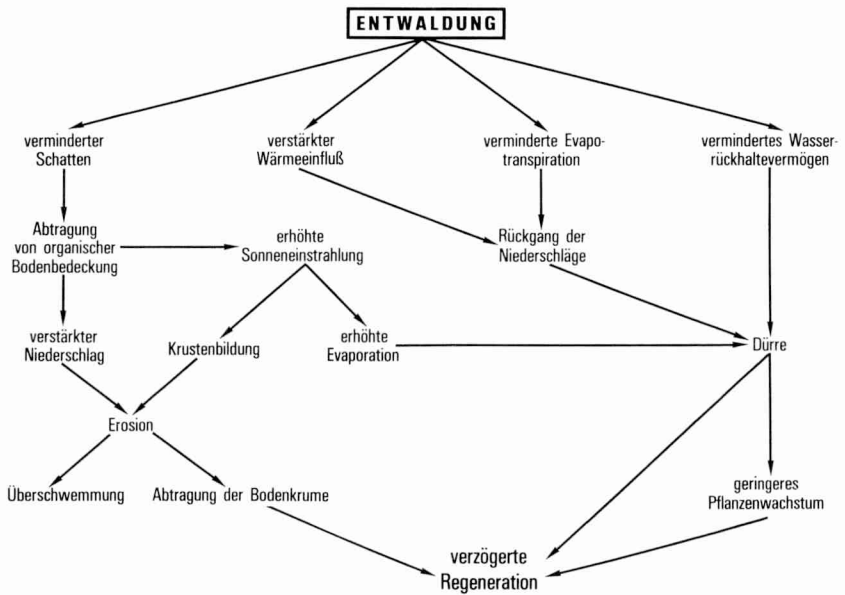 ENTWALDUNG
verminderter
Schatten
verstärkter
Wärmeeinfluß
verminderte Evapo-
transpiration
vermindertes Wasser-
rückhaltevermögen
Abtragung
von organischer
Bodenbedeckung
erhöhte
Sonneneinstrahlung
Rückgang der
Niederschläge
verstärkter
Niederschlag
Krustenbildung
erhöhte
Evaporation
Dürre
Erosion
Überschwemmung
Abtragung der Bodenkrume
geringeres
Pflanzenwachstum
verzögerte
Regeneration